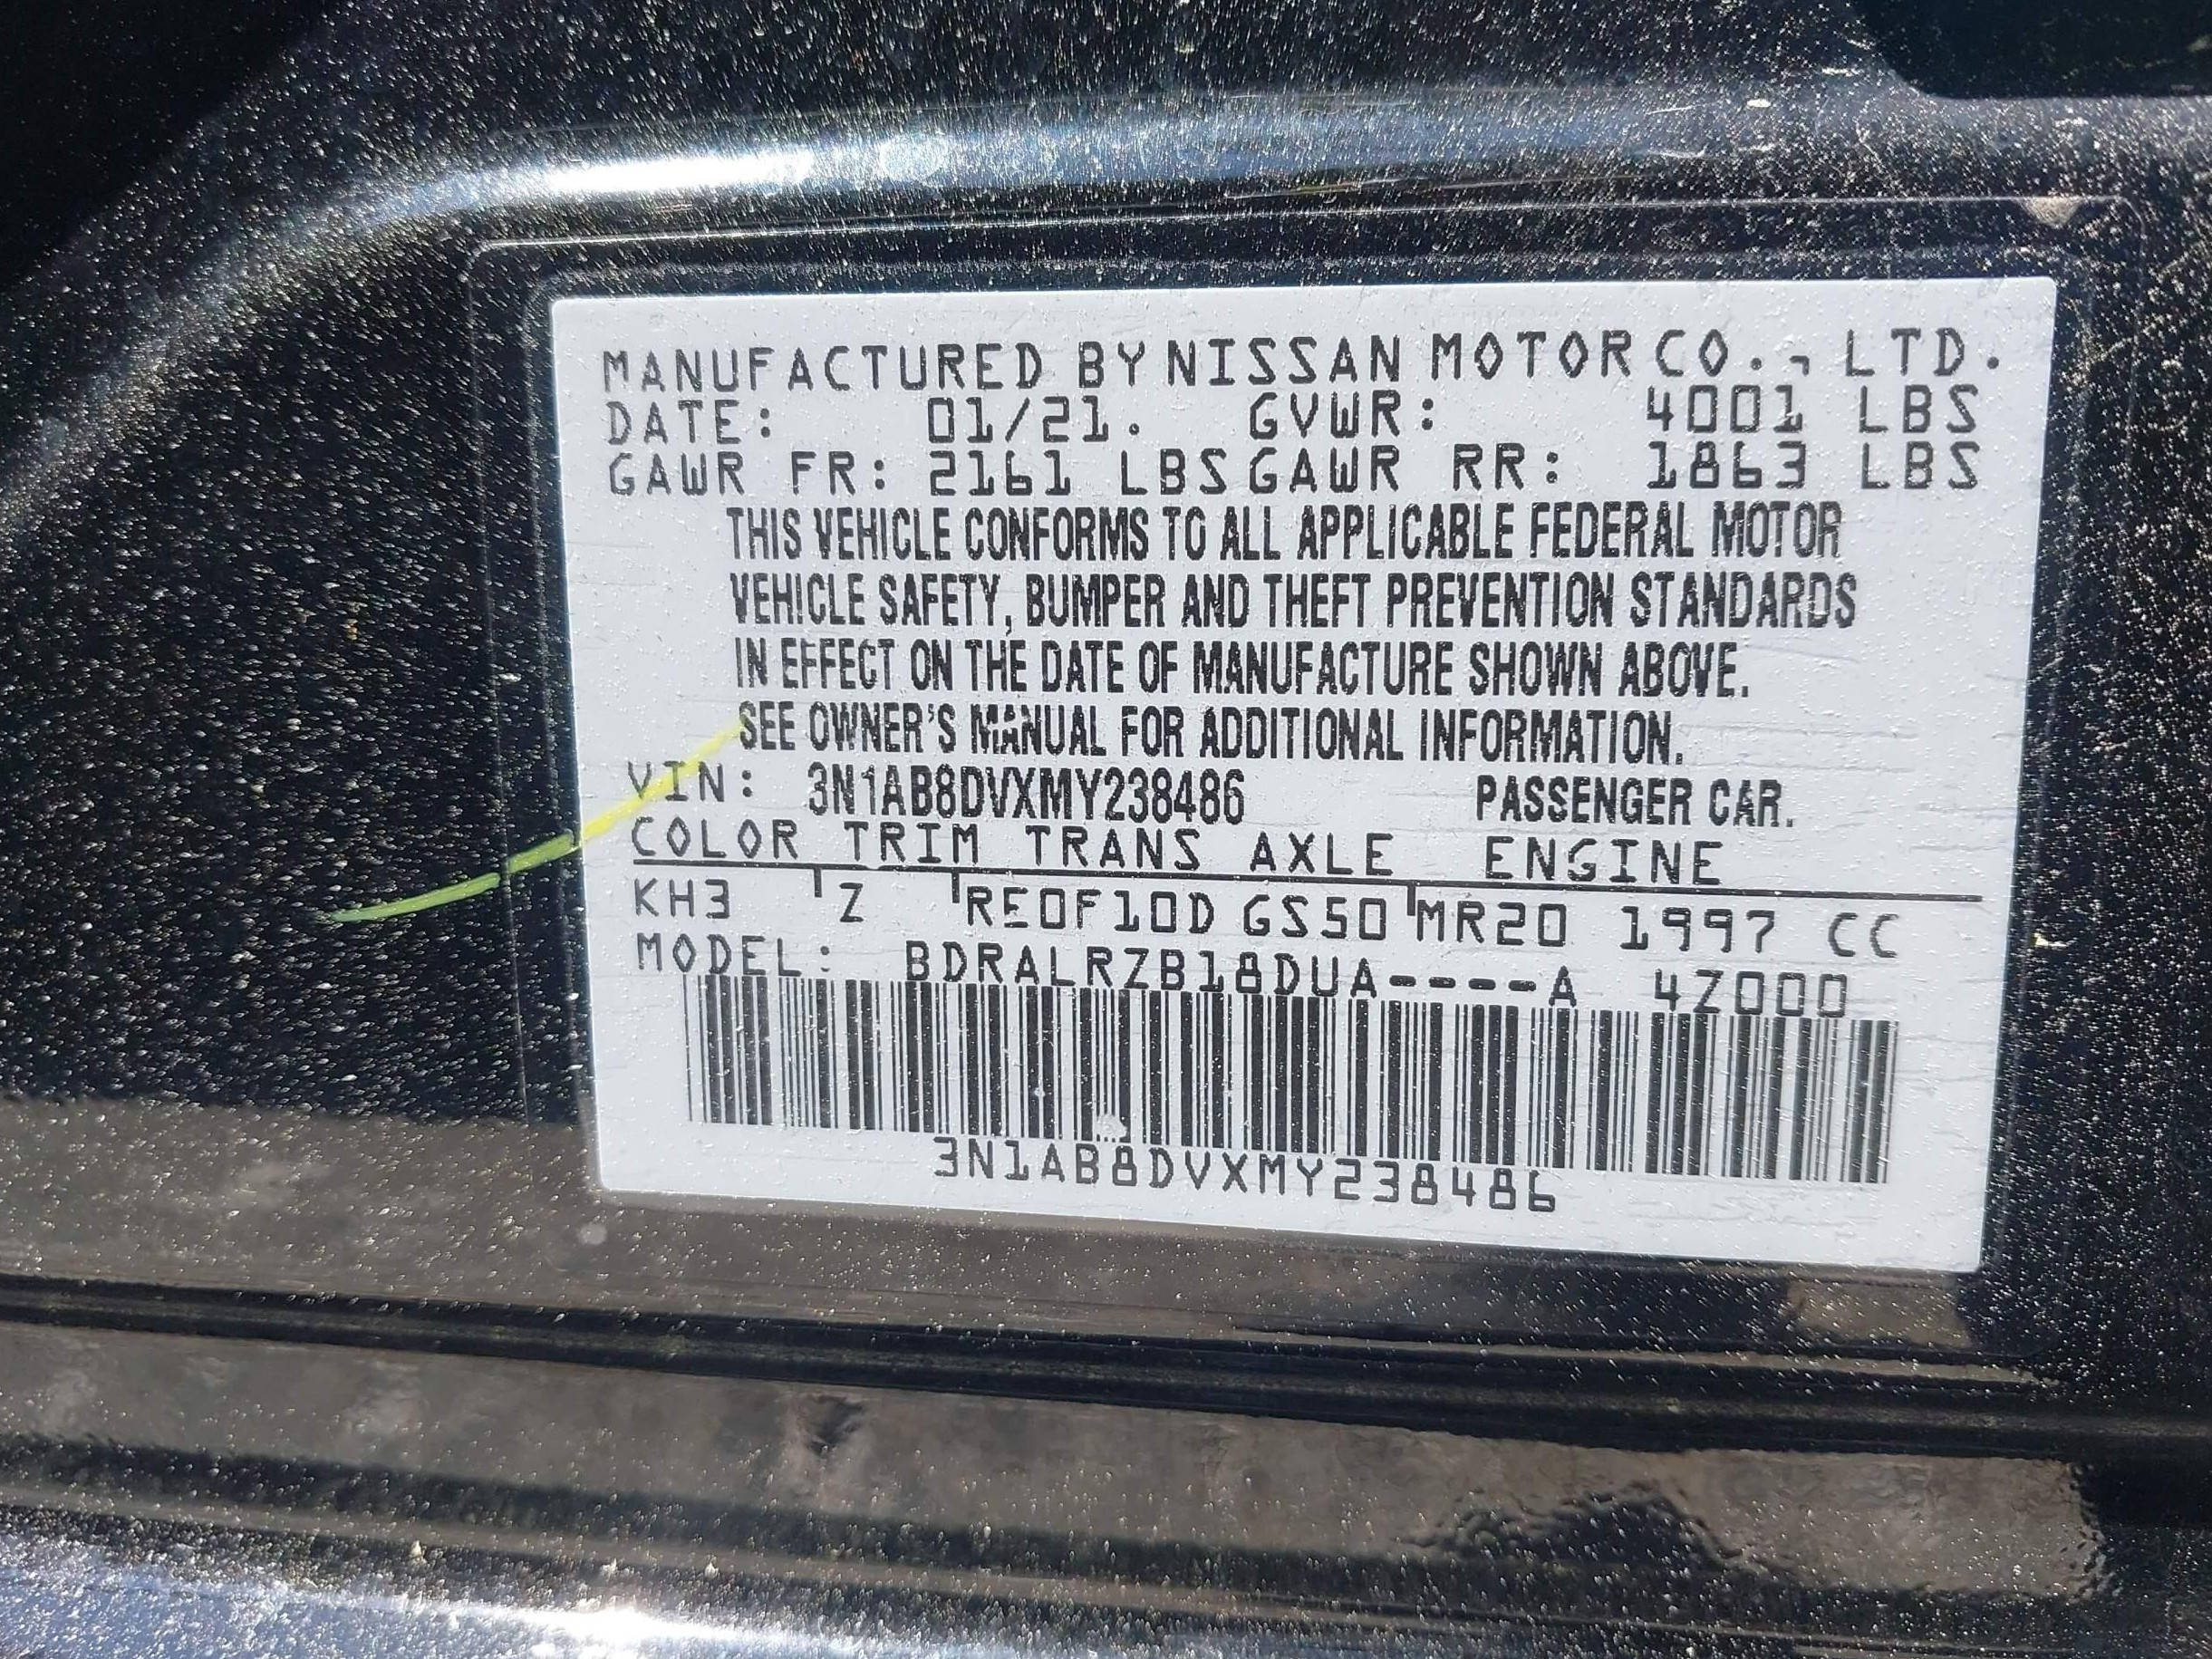 MANUFACTURED BY NISSAN MOTOR CO., LTD.
DATE: 01/21. GVWR: 4001 LBS
GAWR FR: 2161 LBS GAWR RR: 1863 LBS
THIS VEHICLE CONFORMS TO ALL APPLICABLE FEDERAL MOTOR
VEHICLE SAFETY, BUMPER AND THEFT PREVENTION STANDARDS
IN EFFECT ON THE DATE OF MANUFACTURE SHOWN ABOVE.
SEE OWNER'S MANUAL FOR ADDITIONAL INFORMATION.
VIN: 3N1AB8DVXMY238486 PASSENGER CAR.
COLOR TRIM TRANS AXLE ENGINE
KH3 Z RE0F10D GS50 MR20 1997 CC
MODEL: BDRALRZB18DUA----A 4Z000
3N1AB8DVXMY238486